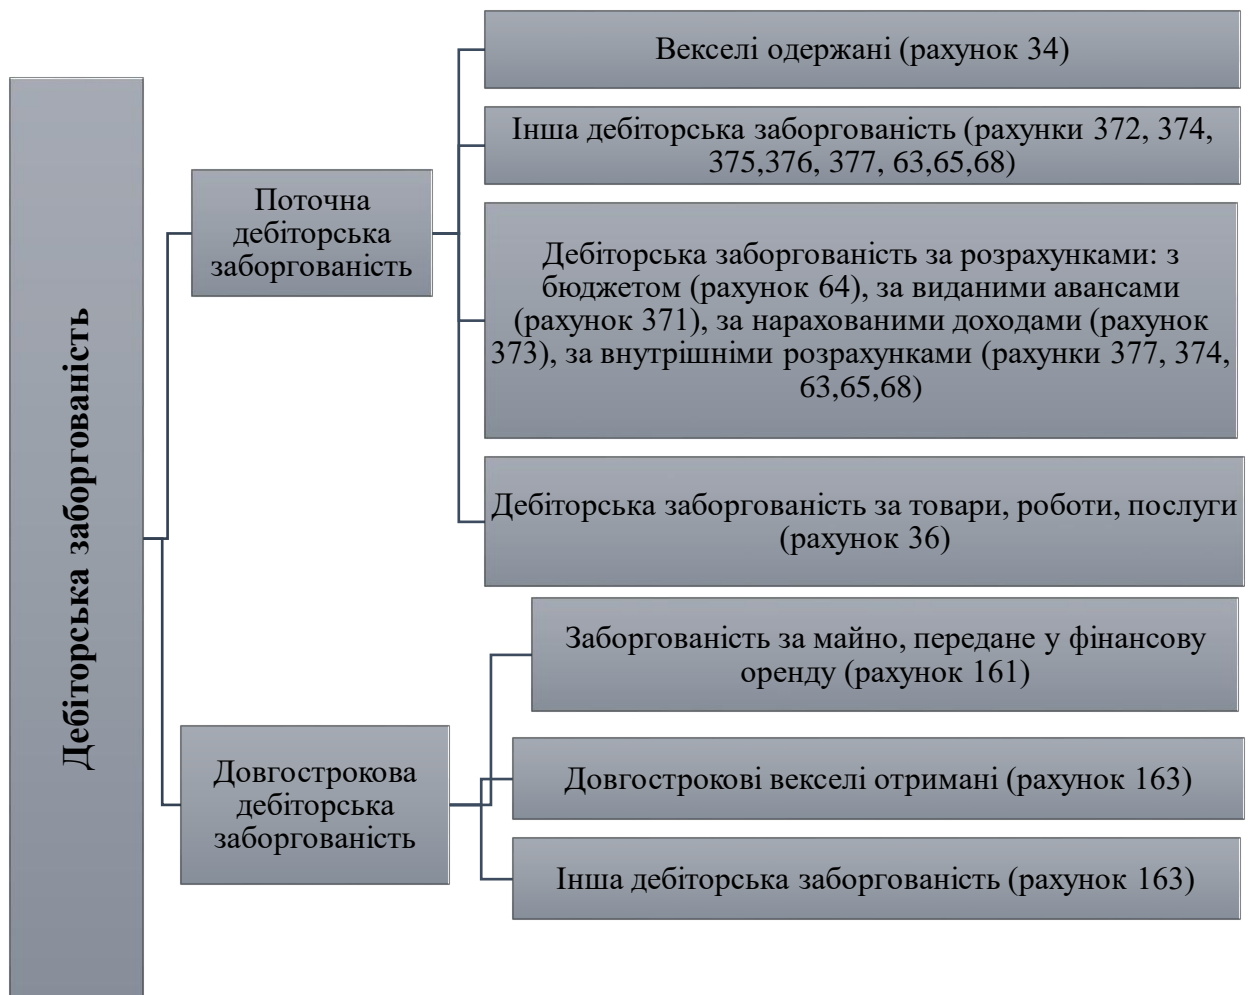 Дебіторська заборгованість
Поточна
дебіторська
заборгованість
Векселі одержані (рахунок 34)
Інша дебіторська заборгованість (рахунки 372, 374,
375,376, 377, 63,65,68)
Дебіторська заборгованість за розрахунками: з
бюджетом (рахунок 64), за виданими авансами
(рахунок 371), за нарахованими доходами (рахунок
373), за внутрішніми розрахунками (рахунки 377, 374,
63,65,68)
Дебіторська заборгованість за товари, роботи, послуги
(рахунок 36)
Довгострокова
дебіторська
заборгованість
Заборгованість за майно, передане у фінансову
оренду (рахунок 161)
Довгострокові векселі отримані (рахунок 163)
Інша дебіторська заборгованість (рахунок 163)